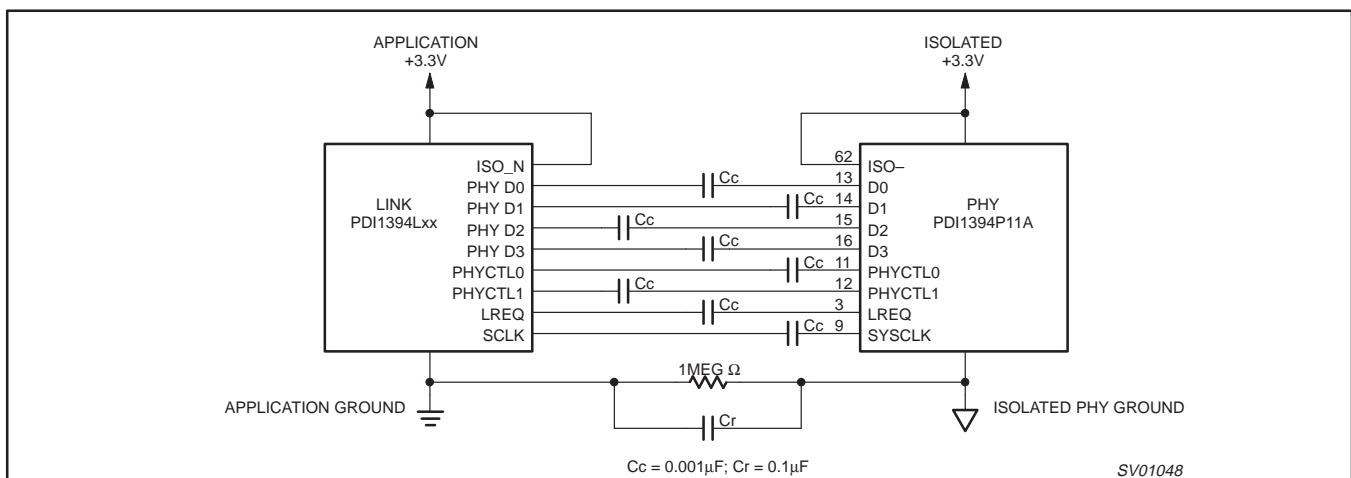 APPLICATION
+3.3V
ISOLATED
+3.3V
ISO_N
PHY D0
PHY D1
PHY D2
PHY D3
PHYCTL0
PHYCTL1
LREQ
SCLK
LINK
PDI1394Lxx
Cc
Cc
Cc
Cc
Cc
Cc
Cc
Cc
62
13
14
15
16
11
12
3
9
ISO–
D0
D1
D2
D3
PHYCTL0
PHYCTL1
LREQ
SYSCLK
PHY
PDI1394P11A
1MEG Ω
APPLICATION GROUND
ISOLATED PHY GROUND
Cr
Cc = 0.001µF; Cr = 0.1µF
SV01048